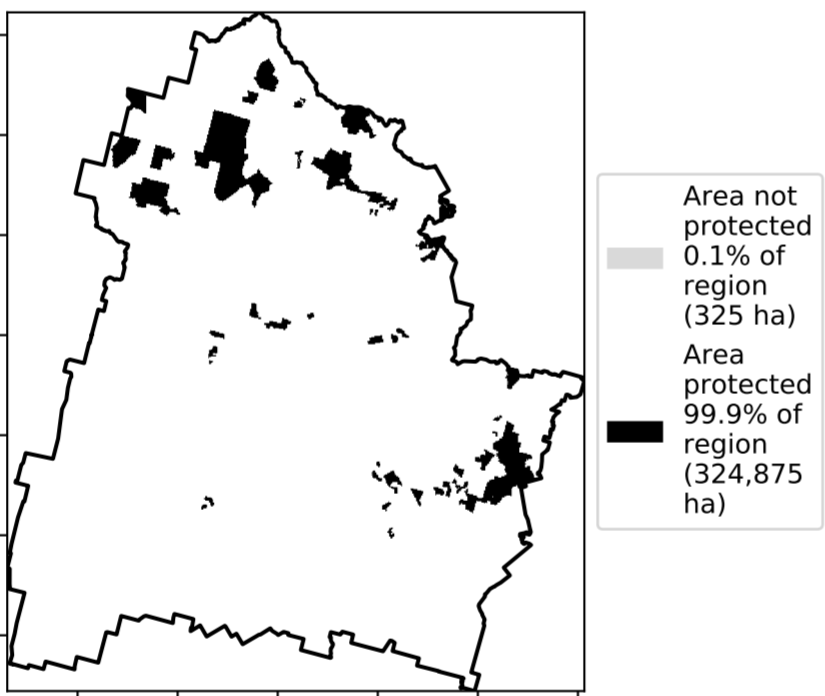 Area not
protected
0.1% of
region
(325 ha)
Area
protected
99.9% of
region
(324,875
ha)